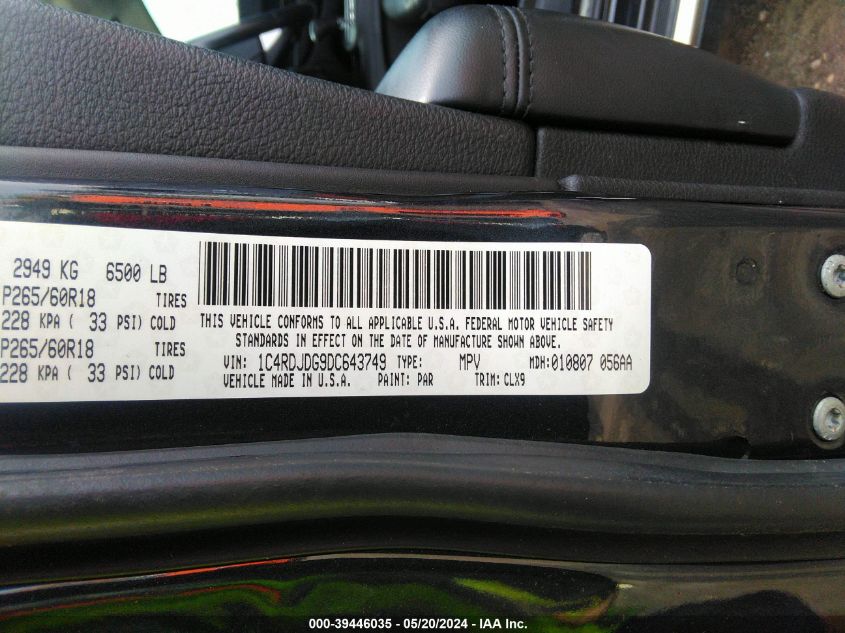 2949 KG 6500 LB
P265/60R18 TIRES
228 KPA ( 33 PSI) COLD
P265/60R18 TIRES
228 KPA ( 33 PSI) COLD
THIS VEHICLE CONFORMS TO ALL APPLICABLE U.S.A. FEDERAL MOTOR VEHICLE SAFETY
STANDARDS IN EFFECT ON THE DATE OF MANUFACTURE SHOWN ABOVE.
VIN: 1C4RDJDG9DC643749 TYPE: MPV MDH: 010807 056AA
VEHICLE MADE IN U.S.A. PAINT: PAR TRIM: CLX9
000-39446035 - 05/20/2024 - IAA Inc.